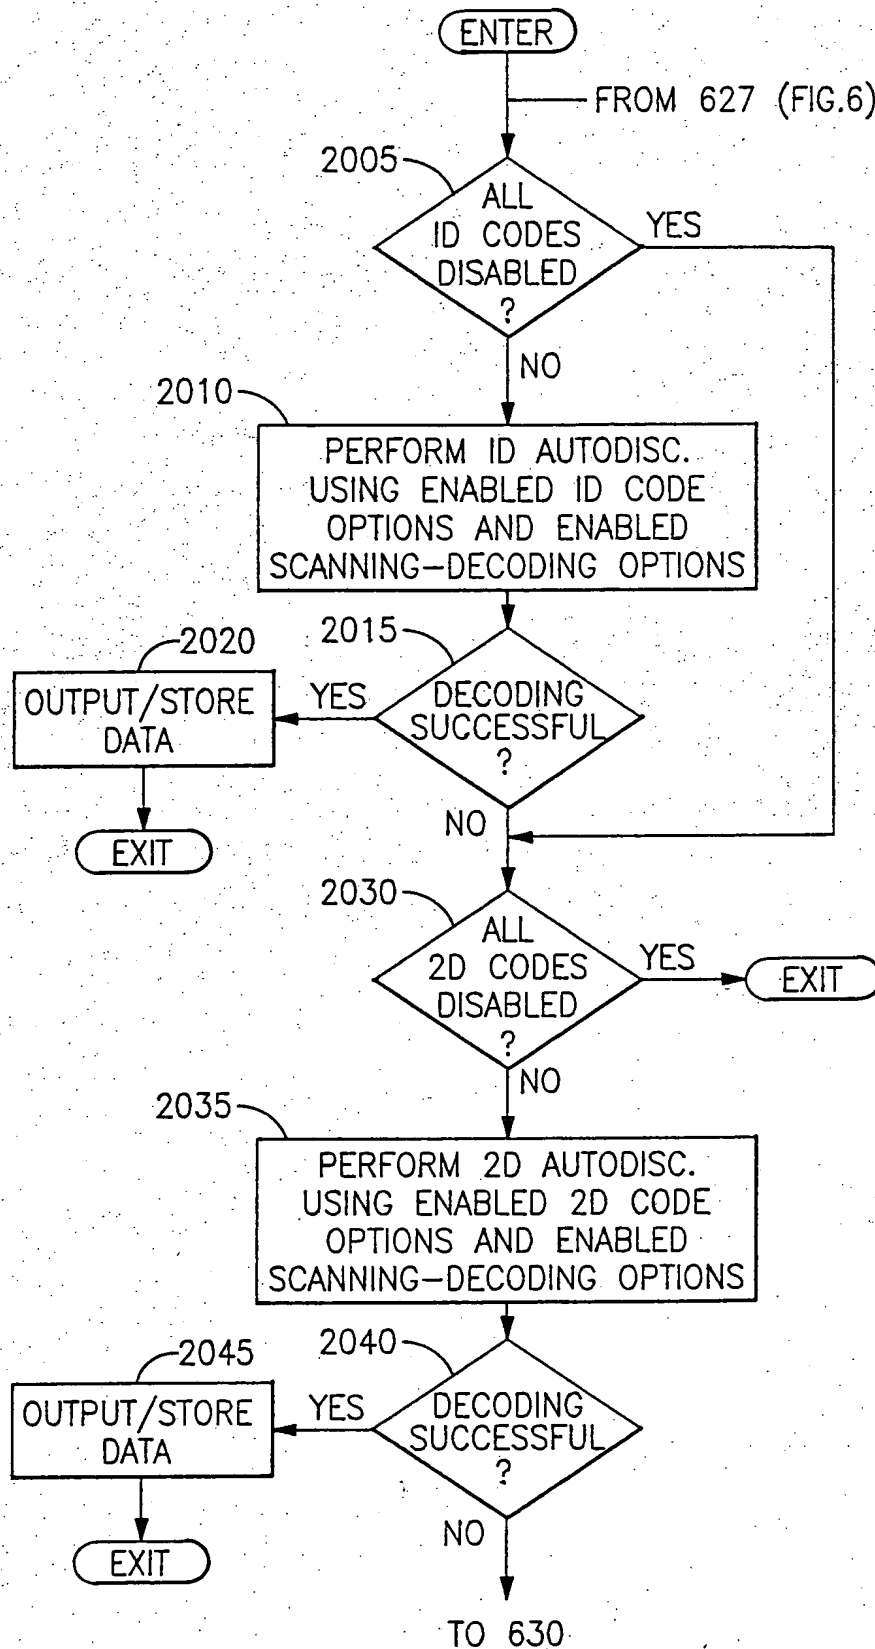 ENTER
FROM 627 (FIG.6)
2005
ALL
1D CODES
DISABLED
?
YES
NO
2010
PERFORM 1D AUTODISC.
USING ENABLED 1D CODE
OPTIONS AND ENABLED
SCANNING-DECODING OPTIONS
2015
DECODING
SUCCESSFUL
?
YES
2020
OUTPUT/STORE
DATA
EXIT
NO
2030
ALL
2D CODES
DISABLED
?
YES
EXIT
NO
2035
PERFORM 2D AUTODISC.
USING ENABLED 2D CODE
OPTIONS AND ENABLED
SCANNING-DECODING OPTIONS
2040
DECODING
SUCCESSFUL
?
YES
2045
OUTPUT/STORE
DATA
EXIT
NO
TO 630